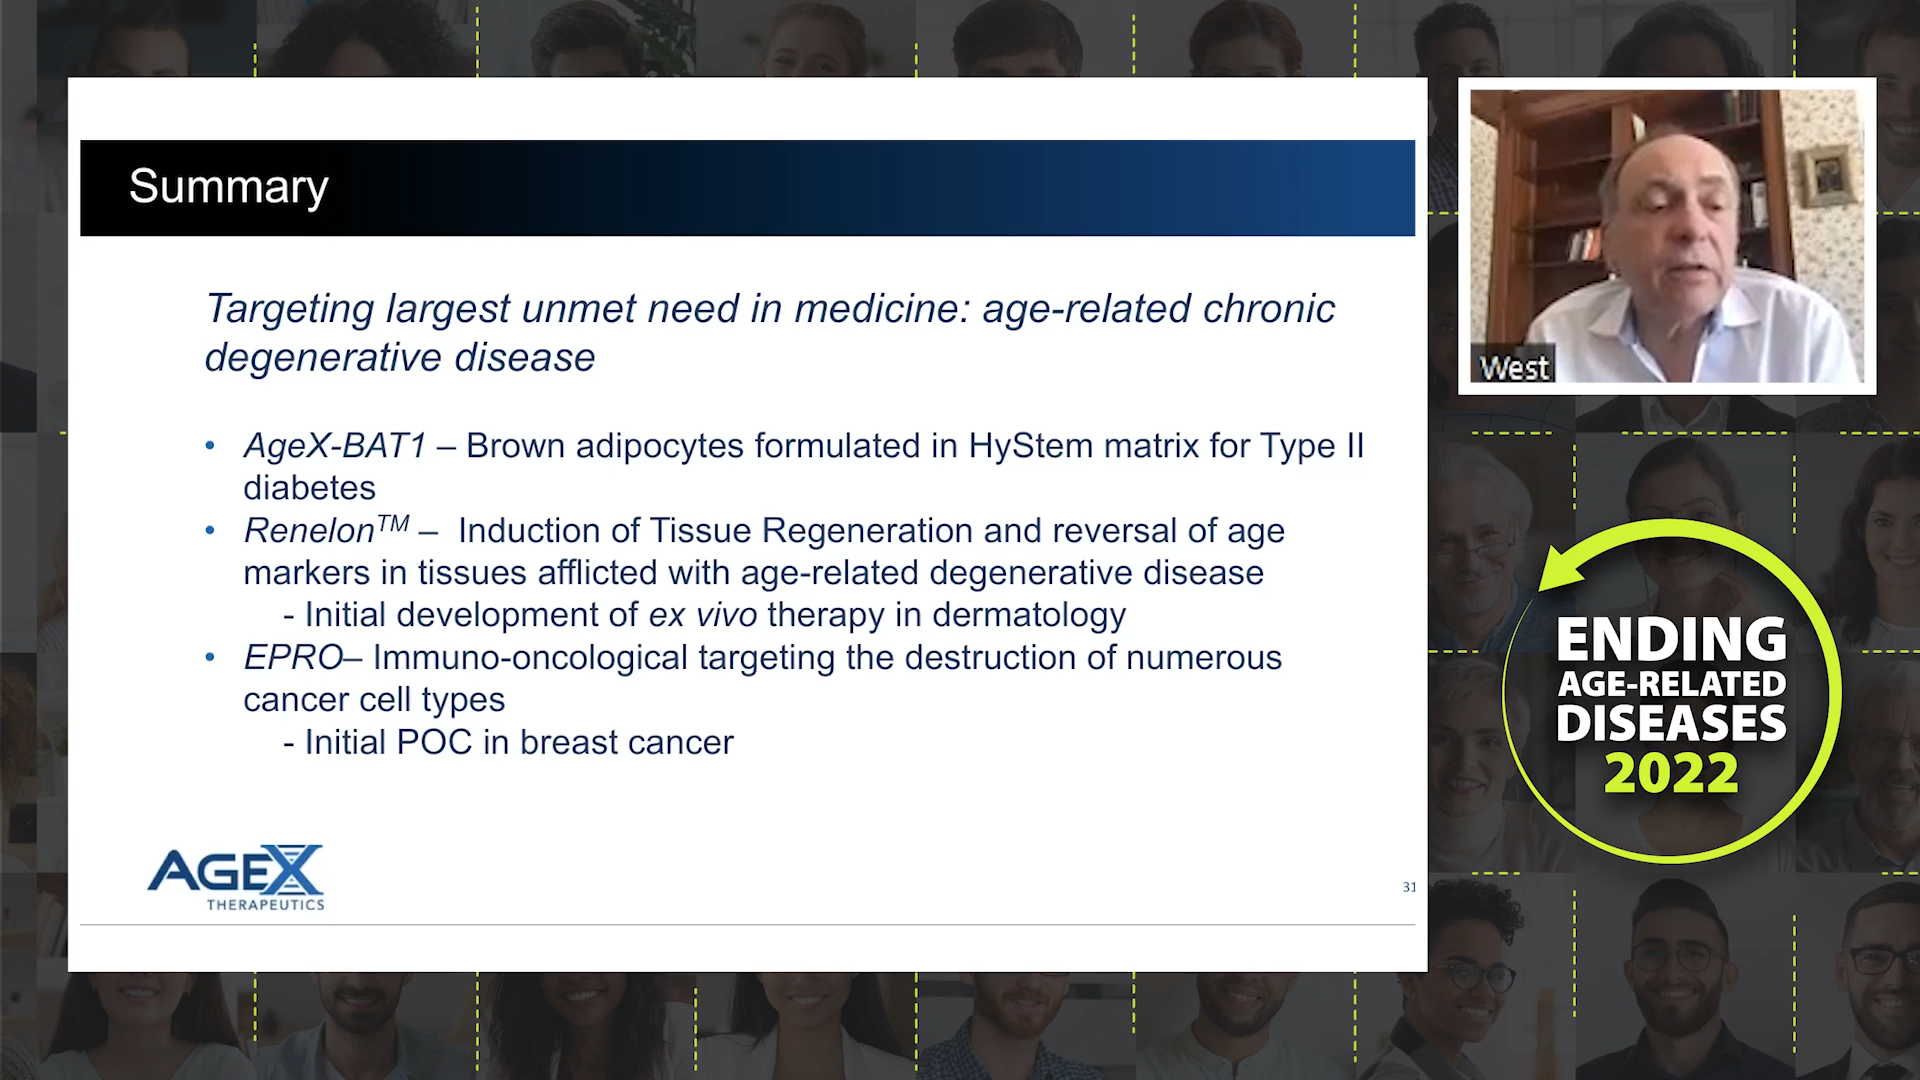 Summary
Targeting largest unmet need in medicine: age-related chronic
degenerative disease
• AgeX-BAT1 – Brown adipocytes formulated in HyStem matrix for Type II
diabetes
• Renelon™ – Induction of Tissue Regeneration and reversal of age
markers in tissues afflicted with age-related degenerative disease
- Initial development of ex vivo therapy in dermatology
• EPRO– Immuno-oncological targeting the destruction of numerous
cancer cell types
- Initial POC in breast cancer
AGEX
THERAPEUTICS
31
West
ENDING
AGE-RELATED
DISEASES
2022